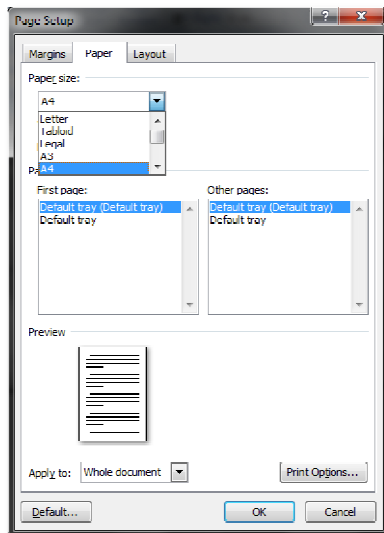 Page Setup
Margins Paper Layout
Paper size:
A4
Letter
Tabloid
Legal
A3
A4
Pa
First page: Other pages:
Default tray (Default tray) Default tray (Default tray)
Default tray Default tray
Preview
Apply to: Whole document Print Options...
Default... OK Cancel